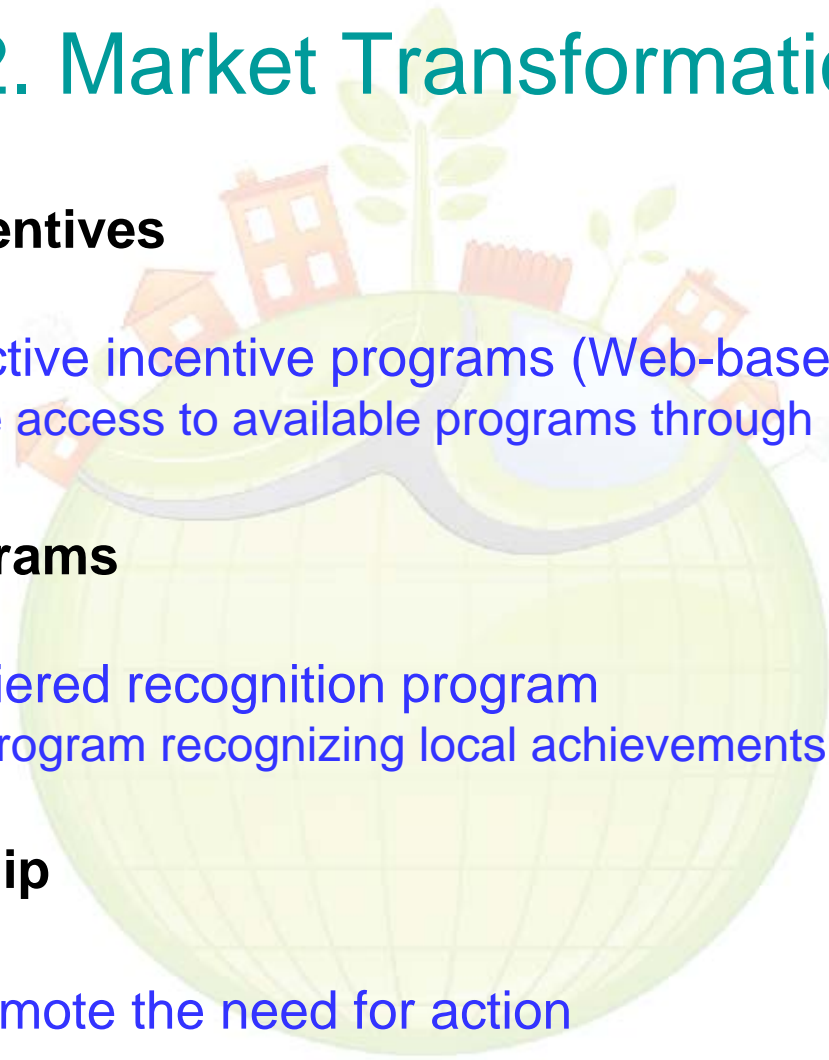 2. Market Transformatio
entives
ctive incentive programs (Web-base
e access to available programs through
rams
iered recognition program
rogram recognizing local achievements
ip
mote the need for action